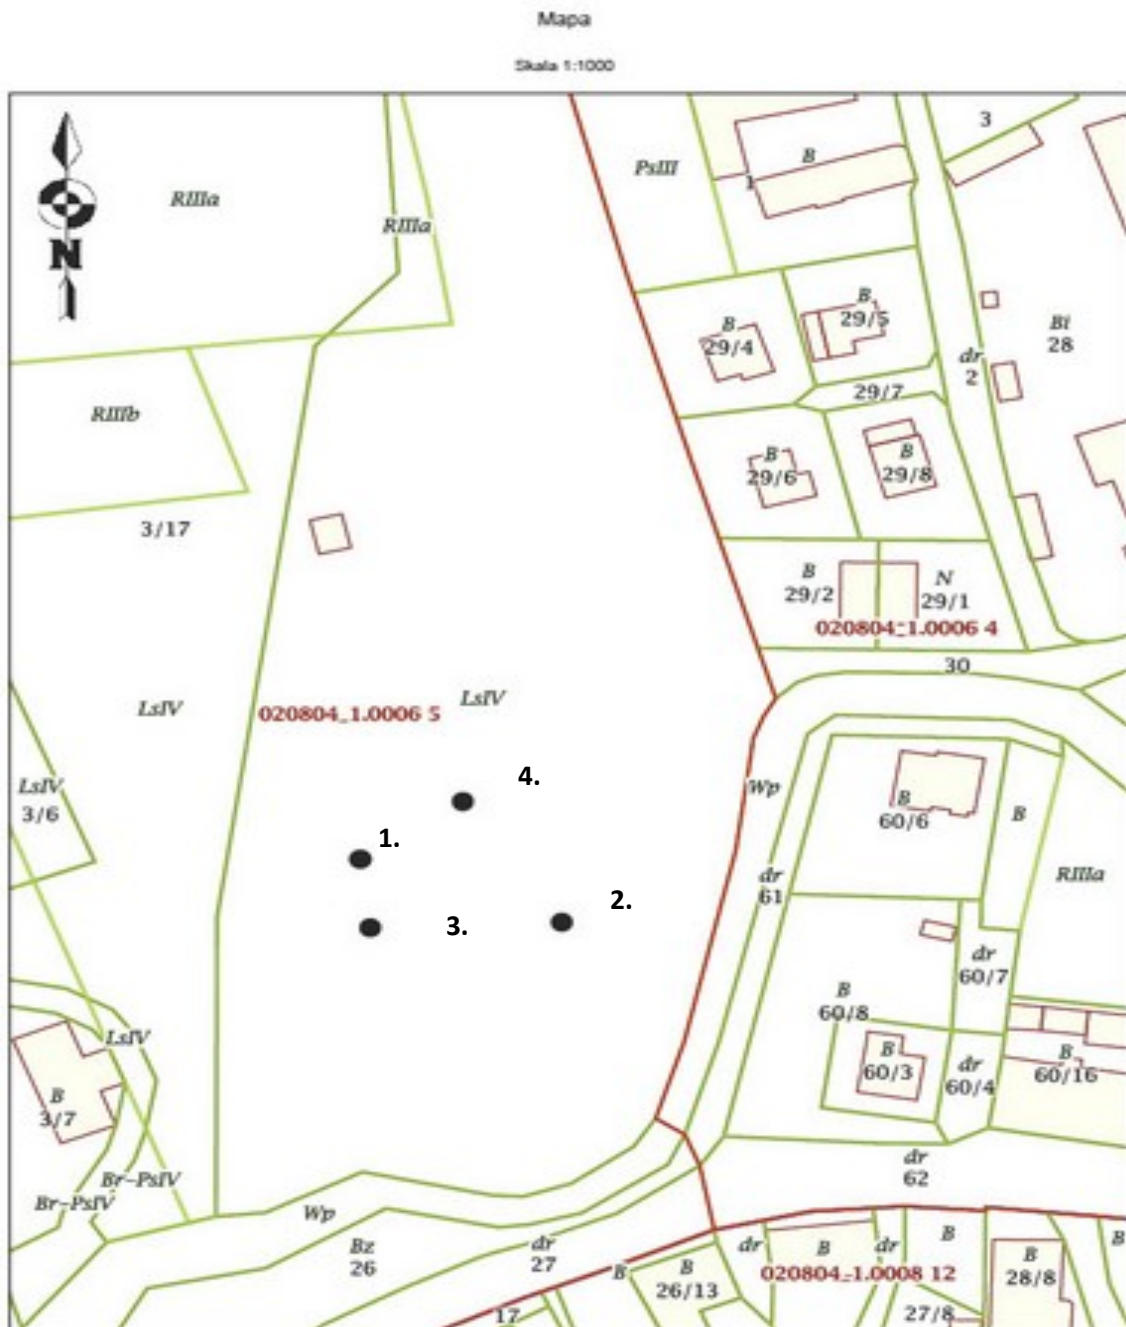 Mapa
Skala 1:1000
3
B
PsIII
1
RIIIa
RIIIa
N
B
29/5
Bi
28
B
29/4
dr
2
29/7
RIIIb
B
29/6
B
29/8
3/17
B
29/2
N
29/1
020804_1.0006 4
30
LsIV
LsIV
020804_1.0006 5
4.
Wp
LsIV
3/6
B
60/6
B
1.
dr
61
RIIIa
2.
3.
dr
60/7
B
60/8
LsIV
B
60/3
dr
60/4
B
60/16
B
3/7
dr
62
Br-PsIV
Br-PsIV
Wp
Bz
26
dr
27
B
B
26/13
dr
B
dr
B
B
28/8
B
020804_1.0008 12
17
27/8